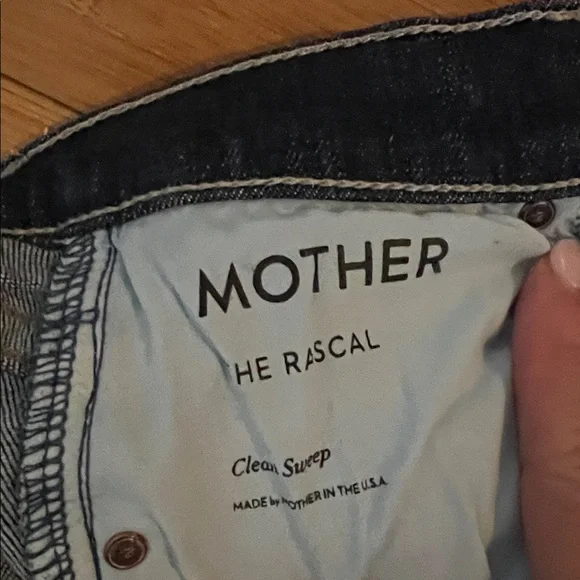 MOTHER
HE RASCAL
Clean Sweep
MADE by MOTHER IN THE U.S.A.